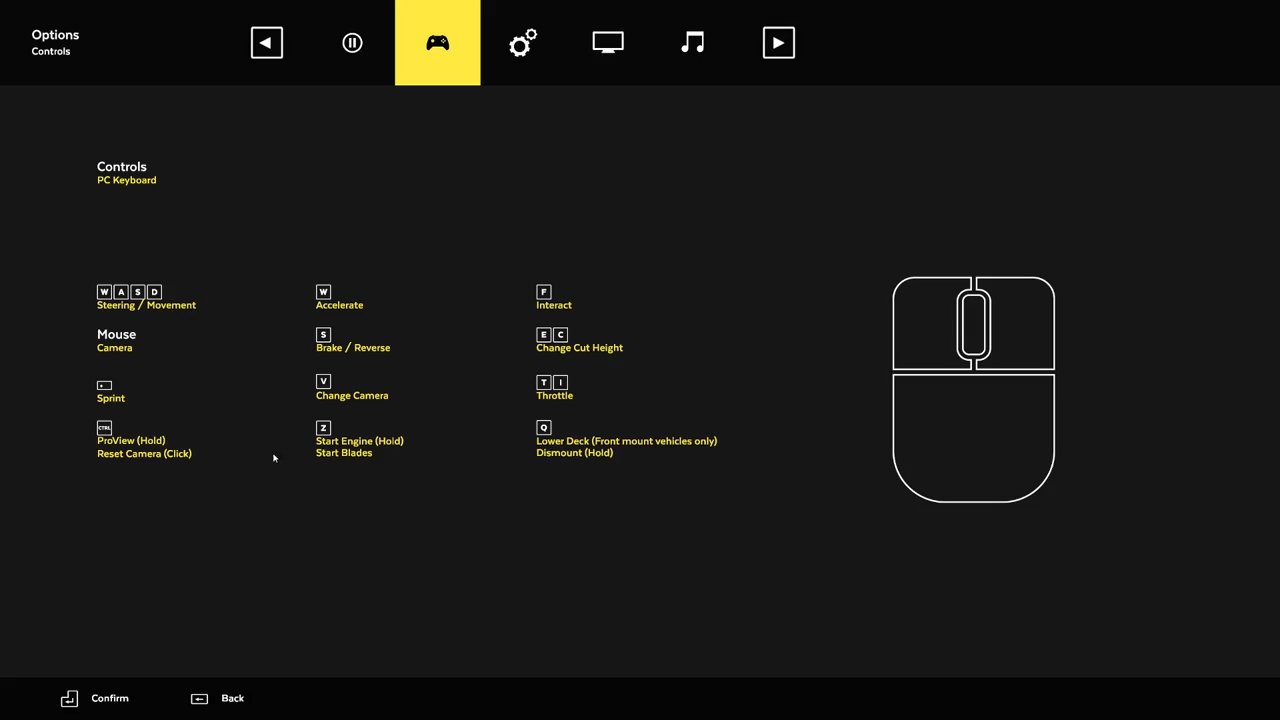 Options
Controls
Controls
PC Keyboard
W A S D
Steering / Movement
Mouse
Camera
Sprint
CTRL
ProView (Hold)
Reset Camera (Click)
W
Accelerate
S
Brake / Reverse
V
Change Camera
Z
Start Engine (Hold)
Start Blades
F
Interact
E C
Change Cut Height
T I
Throttle
Q
Lower Deck (Front mount vehicles only)
Dismount (Hold)
Confirm
Back